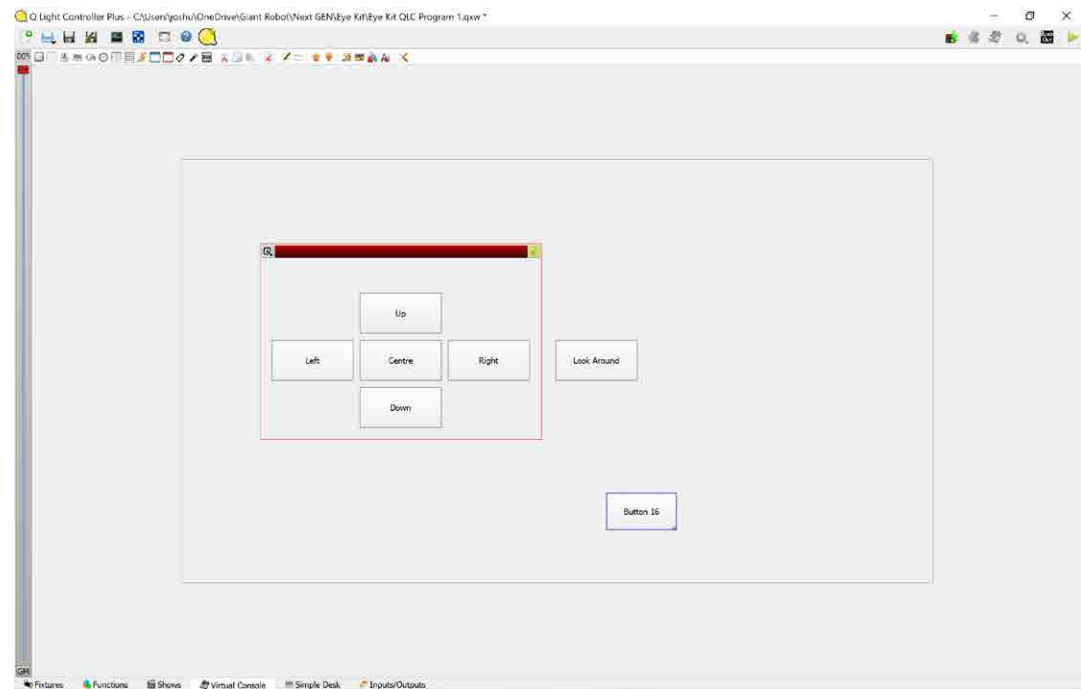 Q Light Controller Plus - C:\Users\joshu\OneDrive\Giant Robot\Next GEN\Eye Kit\Eye Kit QLC Program 1.qxw *
Up
Left Centre Right Look Around
Down
Button 16
GM
Fixtures Functions Shows Virtual Console Simple Desk Inputs/Outputs